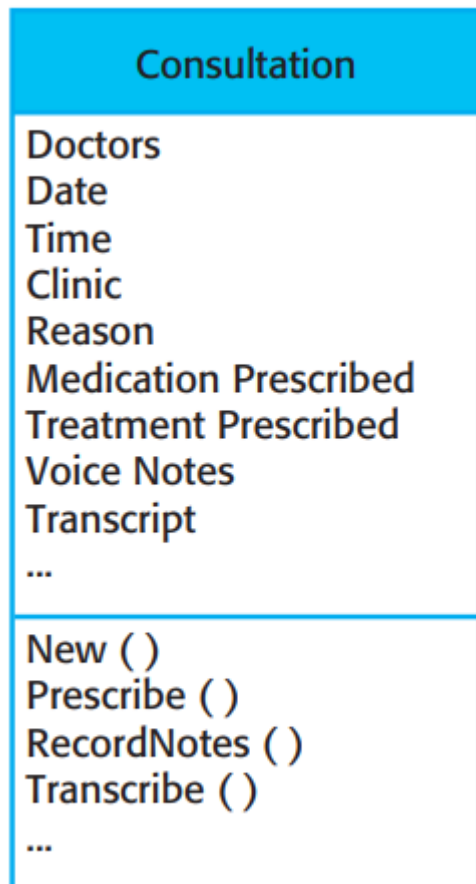 Consultation
Doctors
Date
Time
Clinic
Reason
Medication Prescribed
Treatment Prescribed
Voice Notes
Transcript
...
New ( )
Prescribe ( )
RecordNotes ( )
Transcribe ( )
...